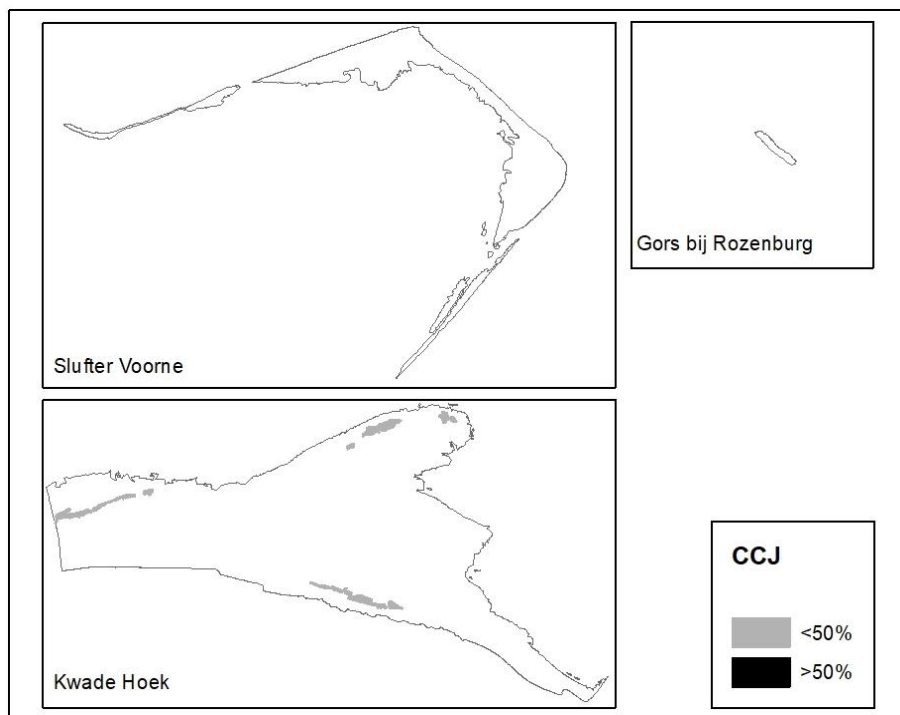 Slufter Voorne
Gors bij Rozenburg
Kwade Hoek
CCJ
<50%
>50%